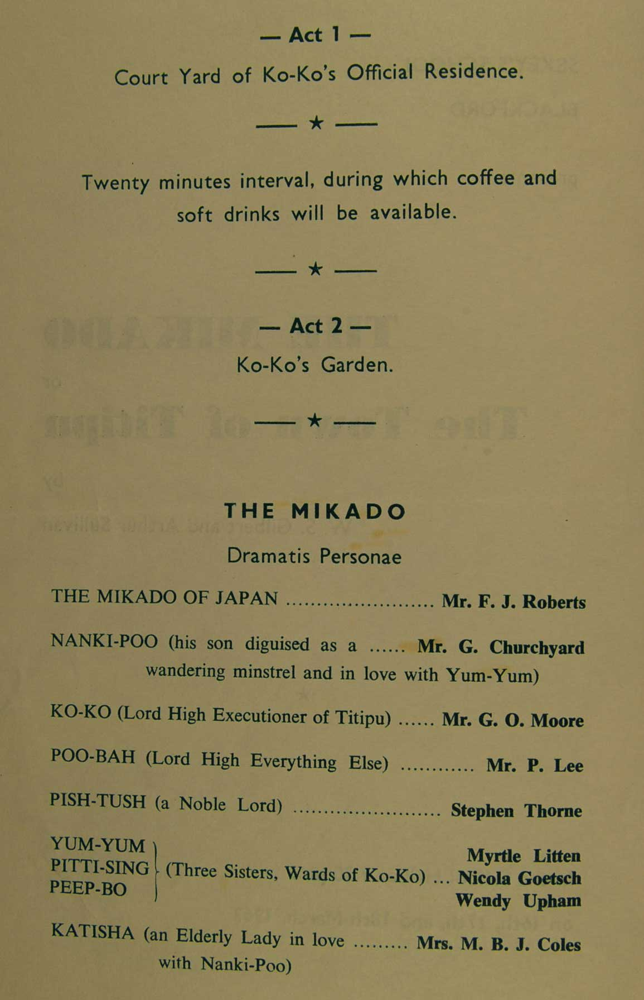 — Act 1 —
Court Yard of Ko-Ko's Official Residence.
— ★ —
Twenty minutes interval, during which coffee and
soft drinks will be available.
— ★ —
— Act 2 —
Ko-Ko's Garden.
— ★ —
THE MIKADO
Dramatis Personae
THE MIKADO OF JAPAN ........................ Mr. F. J. Roberts
NANKI-POO (his son diguised as a ...... Mr. G. Churchyard
wandering minstrel and in love with Yum-Yum)
KO-KO (Lord High Executioner of Titipu) ...... Mr. G. O. Moore
POO-BAH (Lord High Everything Else) ............ Mr. P. Lee
PISH-TUSH (a Noble Lord) ........................ Stephen Thorne
YUM-YUM Myrtle Litten
PITTI-SING (Three Sisters, Wards of Ko-Ko) ... Nicola Goetsch
PEEP-BO Wendy Upham
KATISHA (an Elderly Lady in love ......... Mrs. M. B. J. Coles
with Nanki-Poo)